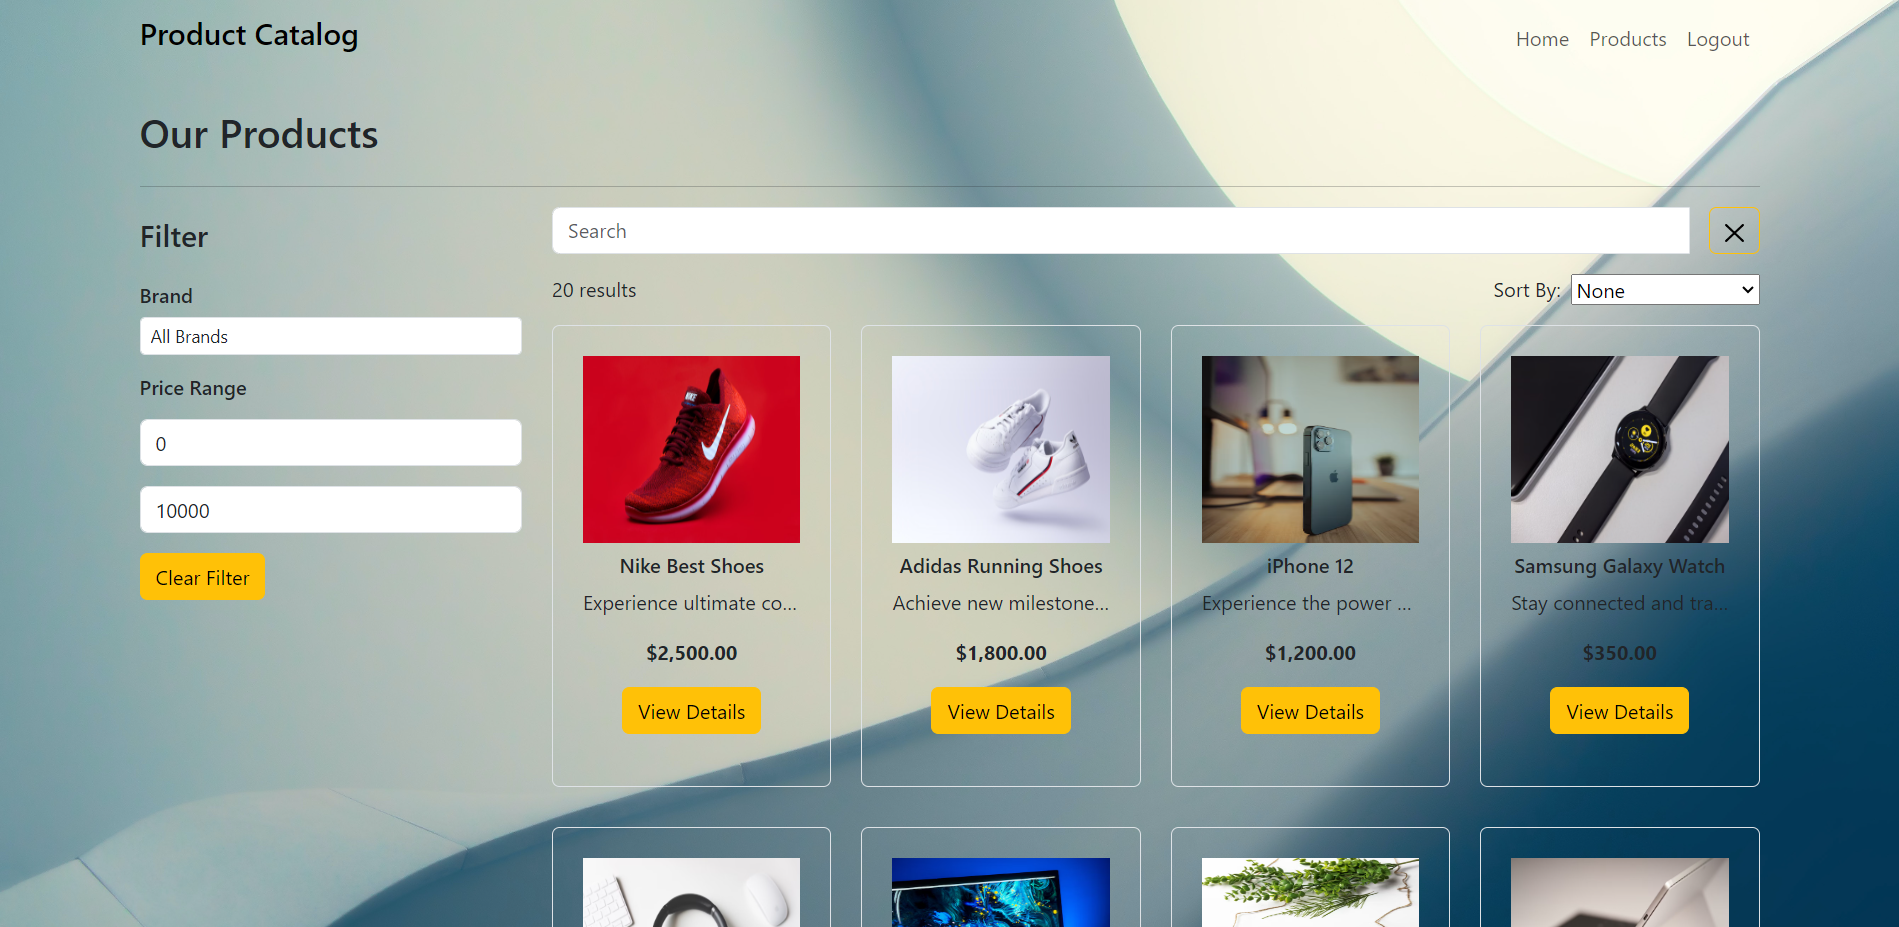 Product Catalog
Home Products Logout
Our Products
Filter
Brand
All Brands
Price Range
0
10000
Clear Filter
Search
20 results
Sort By: None
NIKE
Nike Best Shoes
Experience ultimate co...
$2,500.00
View Details
Adidas Running Shoes
Achieve new milestone...
$1,800.00
View Details
iPhone 12
Experience the power ...
$1,200.00
View Details
Samsung Galaxy Watch
Stay connected and tra...
$350.00
View Details